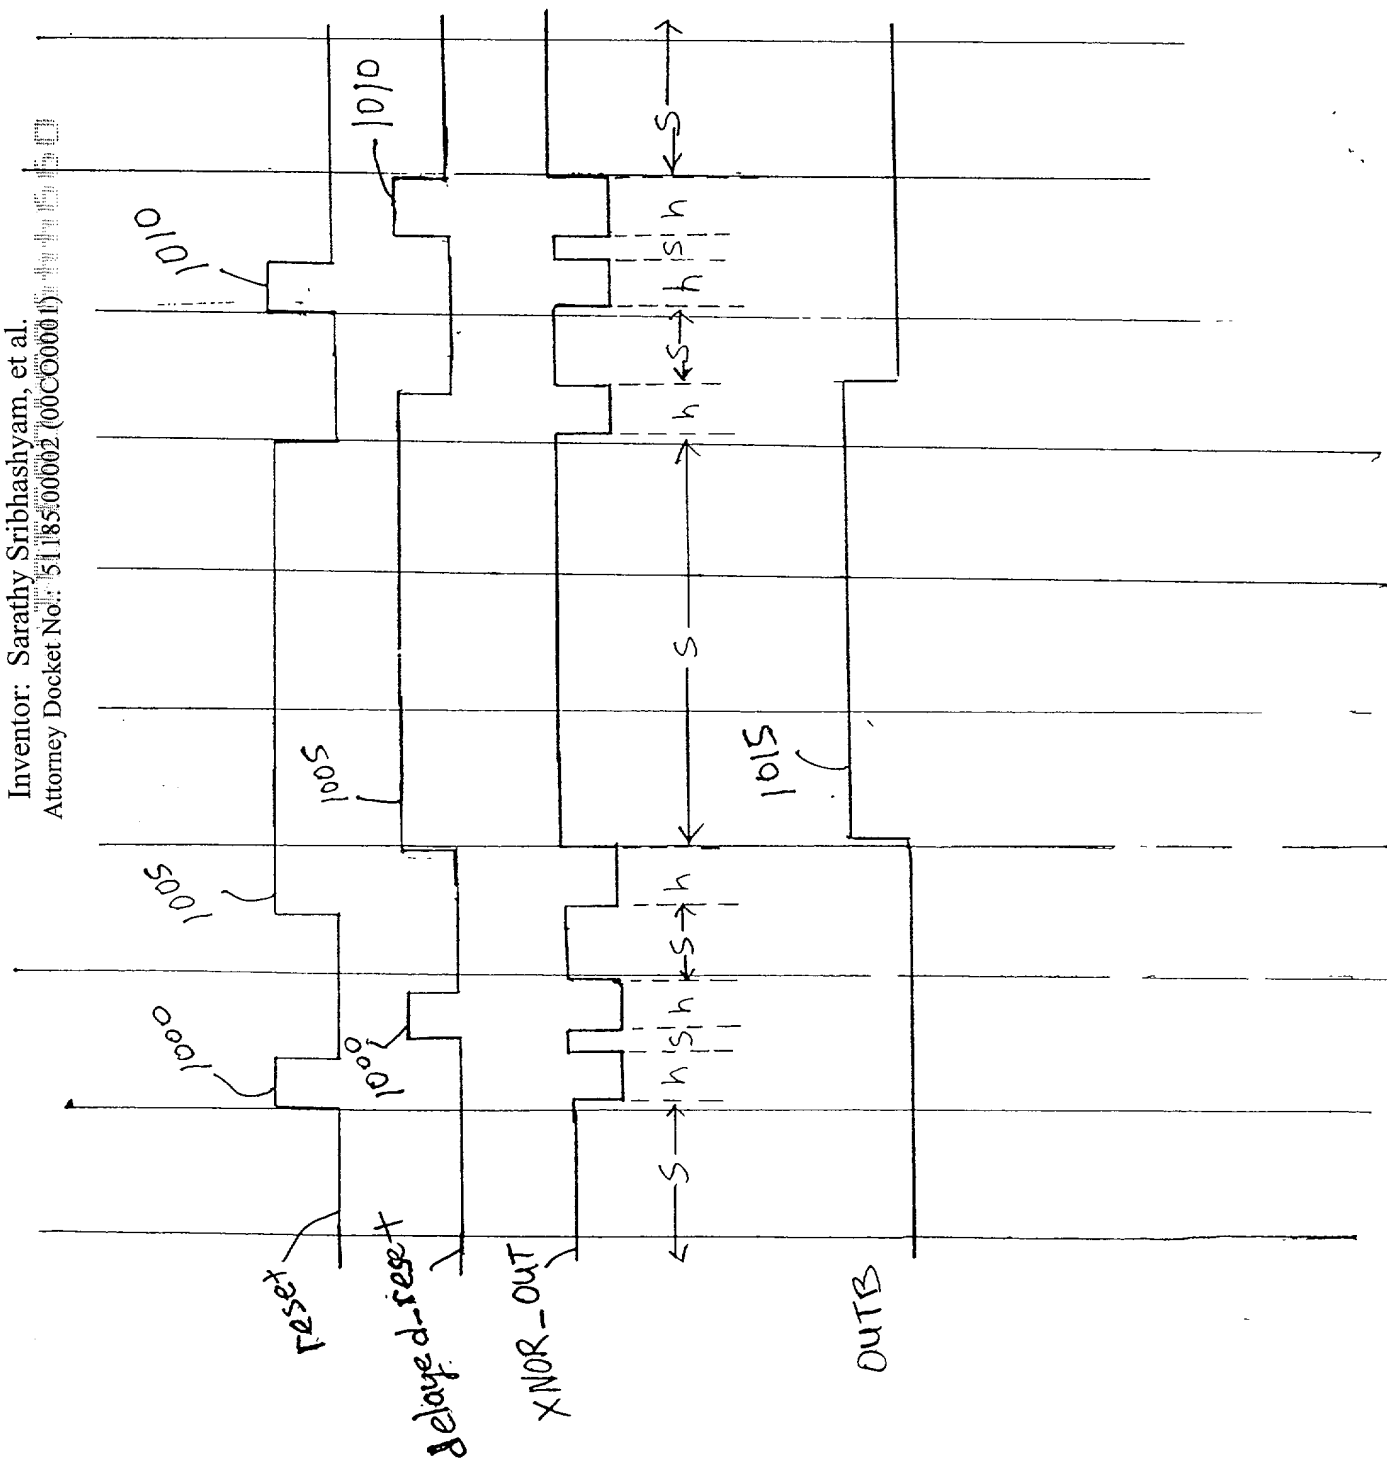 Inventor: Sarathy Sribhashyam, et al.
Attorney Docket No.: 51185.00002 (00CO0001)
reset
1000
1005
1010
delayed-reset
1000
1005
1010
XNOR_OUT
S h S h S h S h S h S h S
OUTB
1015